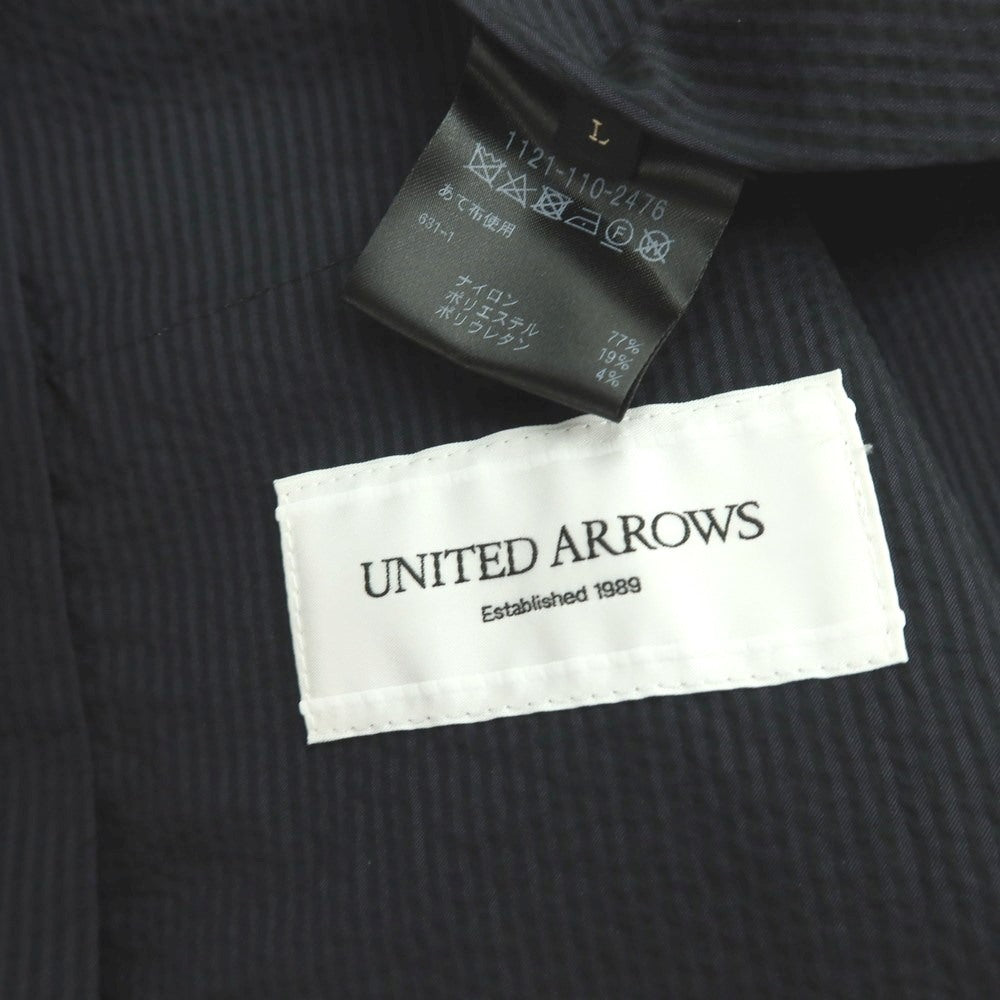 L
1121-110-2476
F
W
あて布使用
631-1
ナイロン 77%
ポリエステル 19%
ポリウレタン 4%
UNITED ARROWS
Established 1989